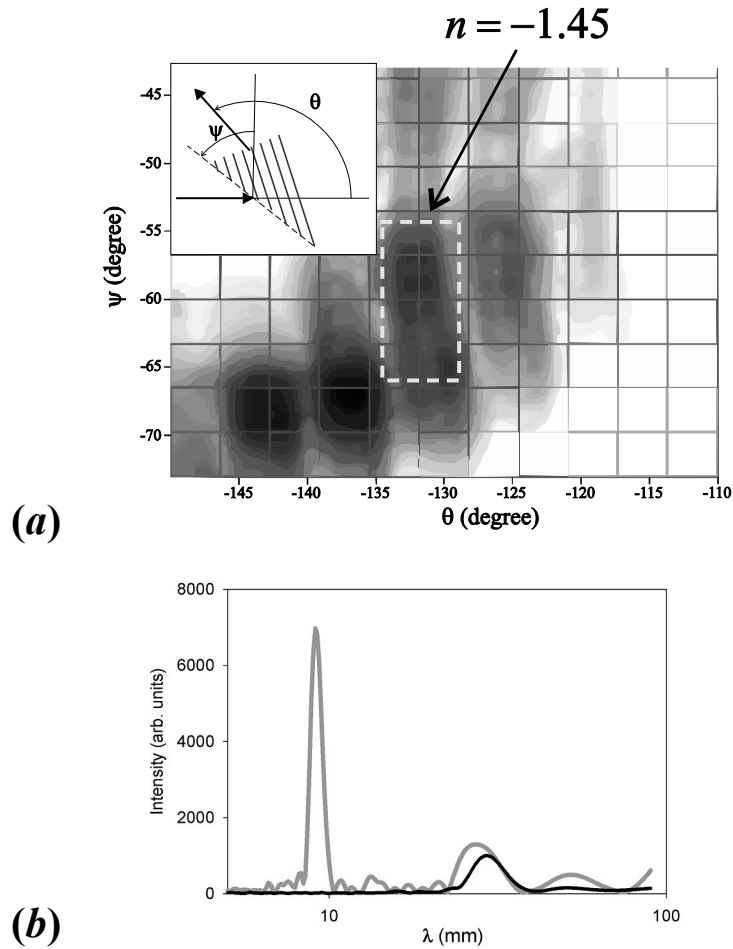 n = −1.45
θ
ψ
-45
-50
-55
-60
-65
-70
ψ (degree)
-145 -140 -135 -130 -125 -120 -115 -110
θ (degree)
(a)
8000
6000
4000
2000
0
Intensity (arb. units)
10 100
λ (mm)
(b)